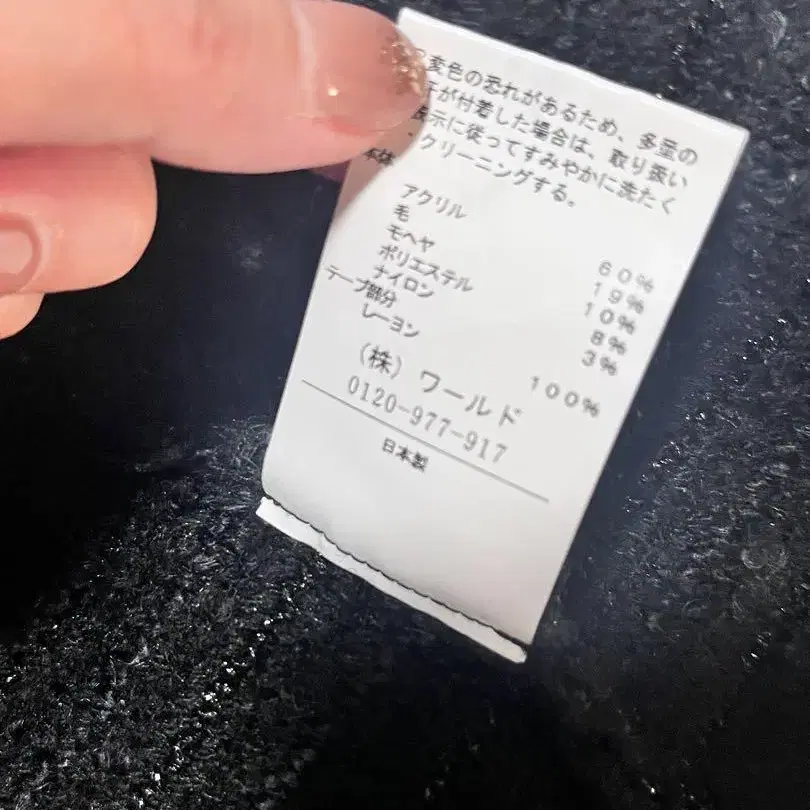 変色の恐れがあるため、多量の
汗が付着した場合は、取り扱い
表示に従ってすみやかに洗たく
・クリーニングする。
本体
アクリル 60%
毛 19%
モヘヤ 10%
ポリエステル 8%
ナイロン 3%
テープ部分
レーヨン 100%
(株) ワールド
0120-977-917
日本製